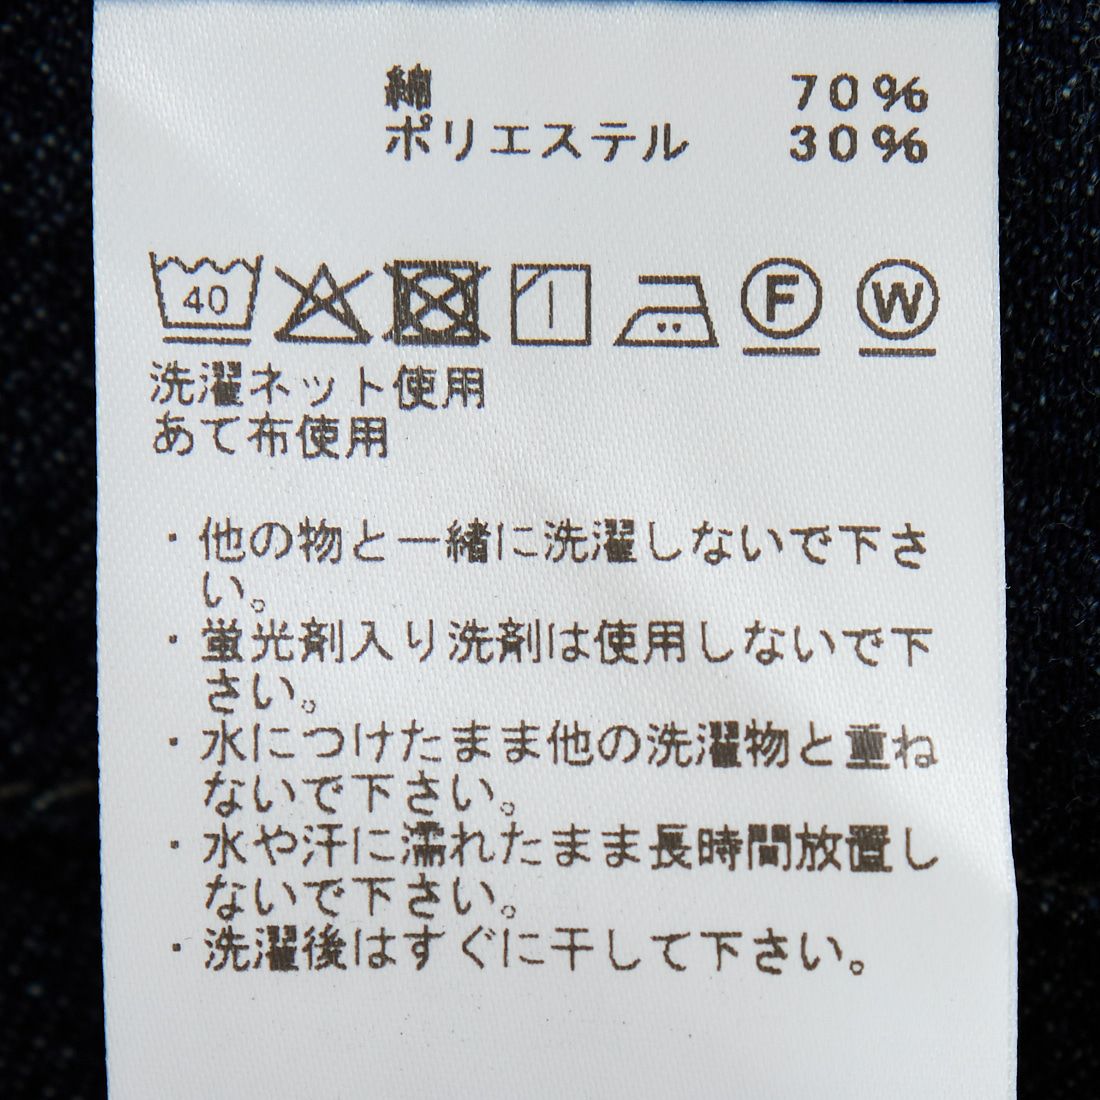 綿 70%
ポリエステル 30%
40 F W
洗濯ネット使用
あて布使用
・他の物と一緒に洗濯しないで下さ
い。
・蛍光剤入り洗剤は使用しないで下
さい。
・水につけたまま他の洗濯物と重ね
ないで下さい。
・水や汗に濡れたまま長時間放置し
ないで下さい。
・洗濯後はすぐに干して下さい。